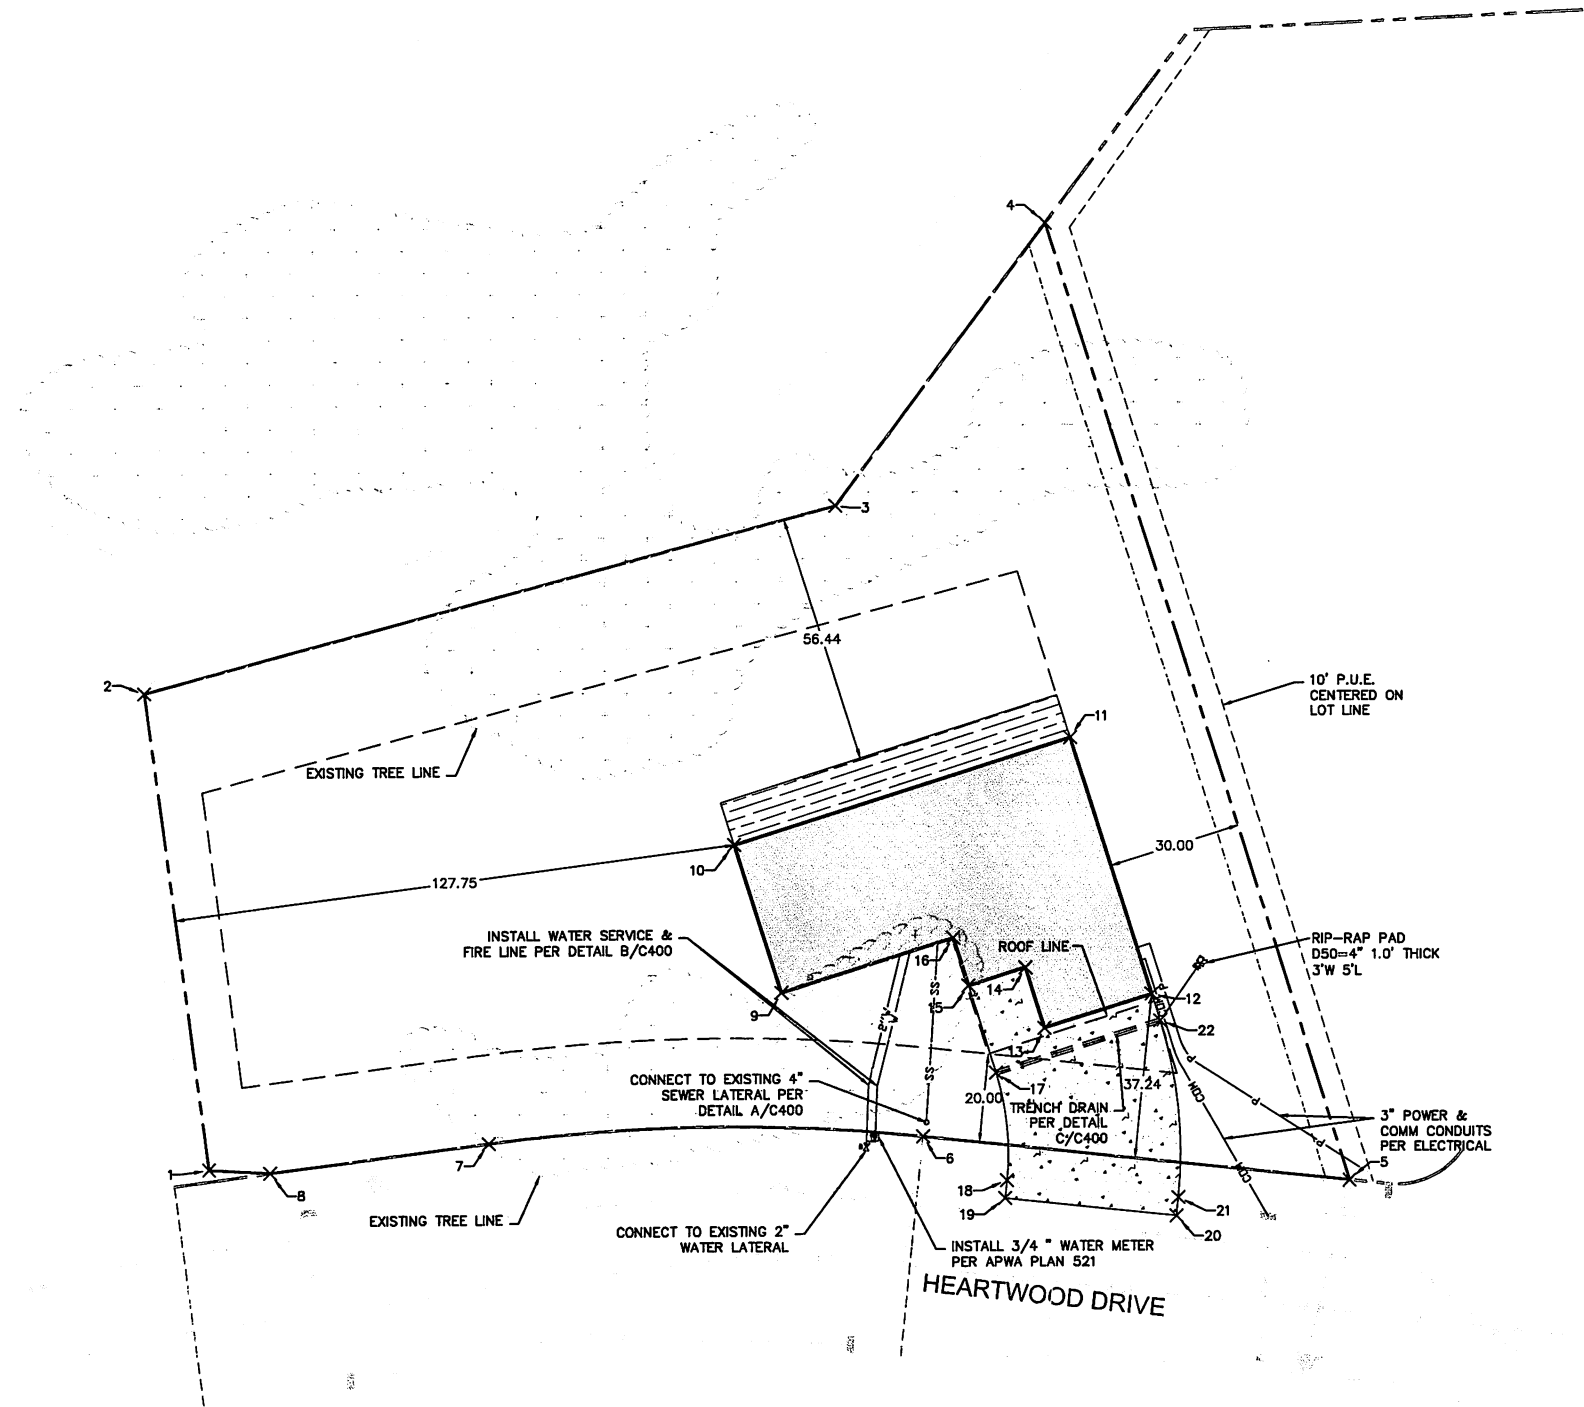 4
3
2
56.44
10' P.U.E.
CENTERED ON
LOT LINE
11
EXISTING TREE LINE
10
30.00
127.75
INSTALL WATER SERVICE &
FIRE LINE PER DETAIL B/C400
16
ROOF LINE
RIP-RAP PAD
D50=4" 1.0' THICK
3'W 5'L
14
15
9
12
22
13
SS
SS
P
COM
P
P
P
COM
COM
CONNECT TO EXISTING 4"
SEWER LATERAL PER
DETAIL A/C400
17
20.00
37.24
TRENCH DRAIN
PER DETAIL
C/C400
3" POWER &
COMM CONDUITS
PER ELECTRICAL
1
8
7
6
5
18
19
21
20
EXISTING TREE LINE
CONNECT TO EXISTING 2"
WATER LATERAL
INSTALL 3/4 " WATER METER
PER APWA PLAN 521
HEARTWOOD DRIVE